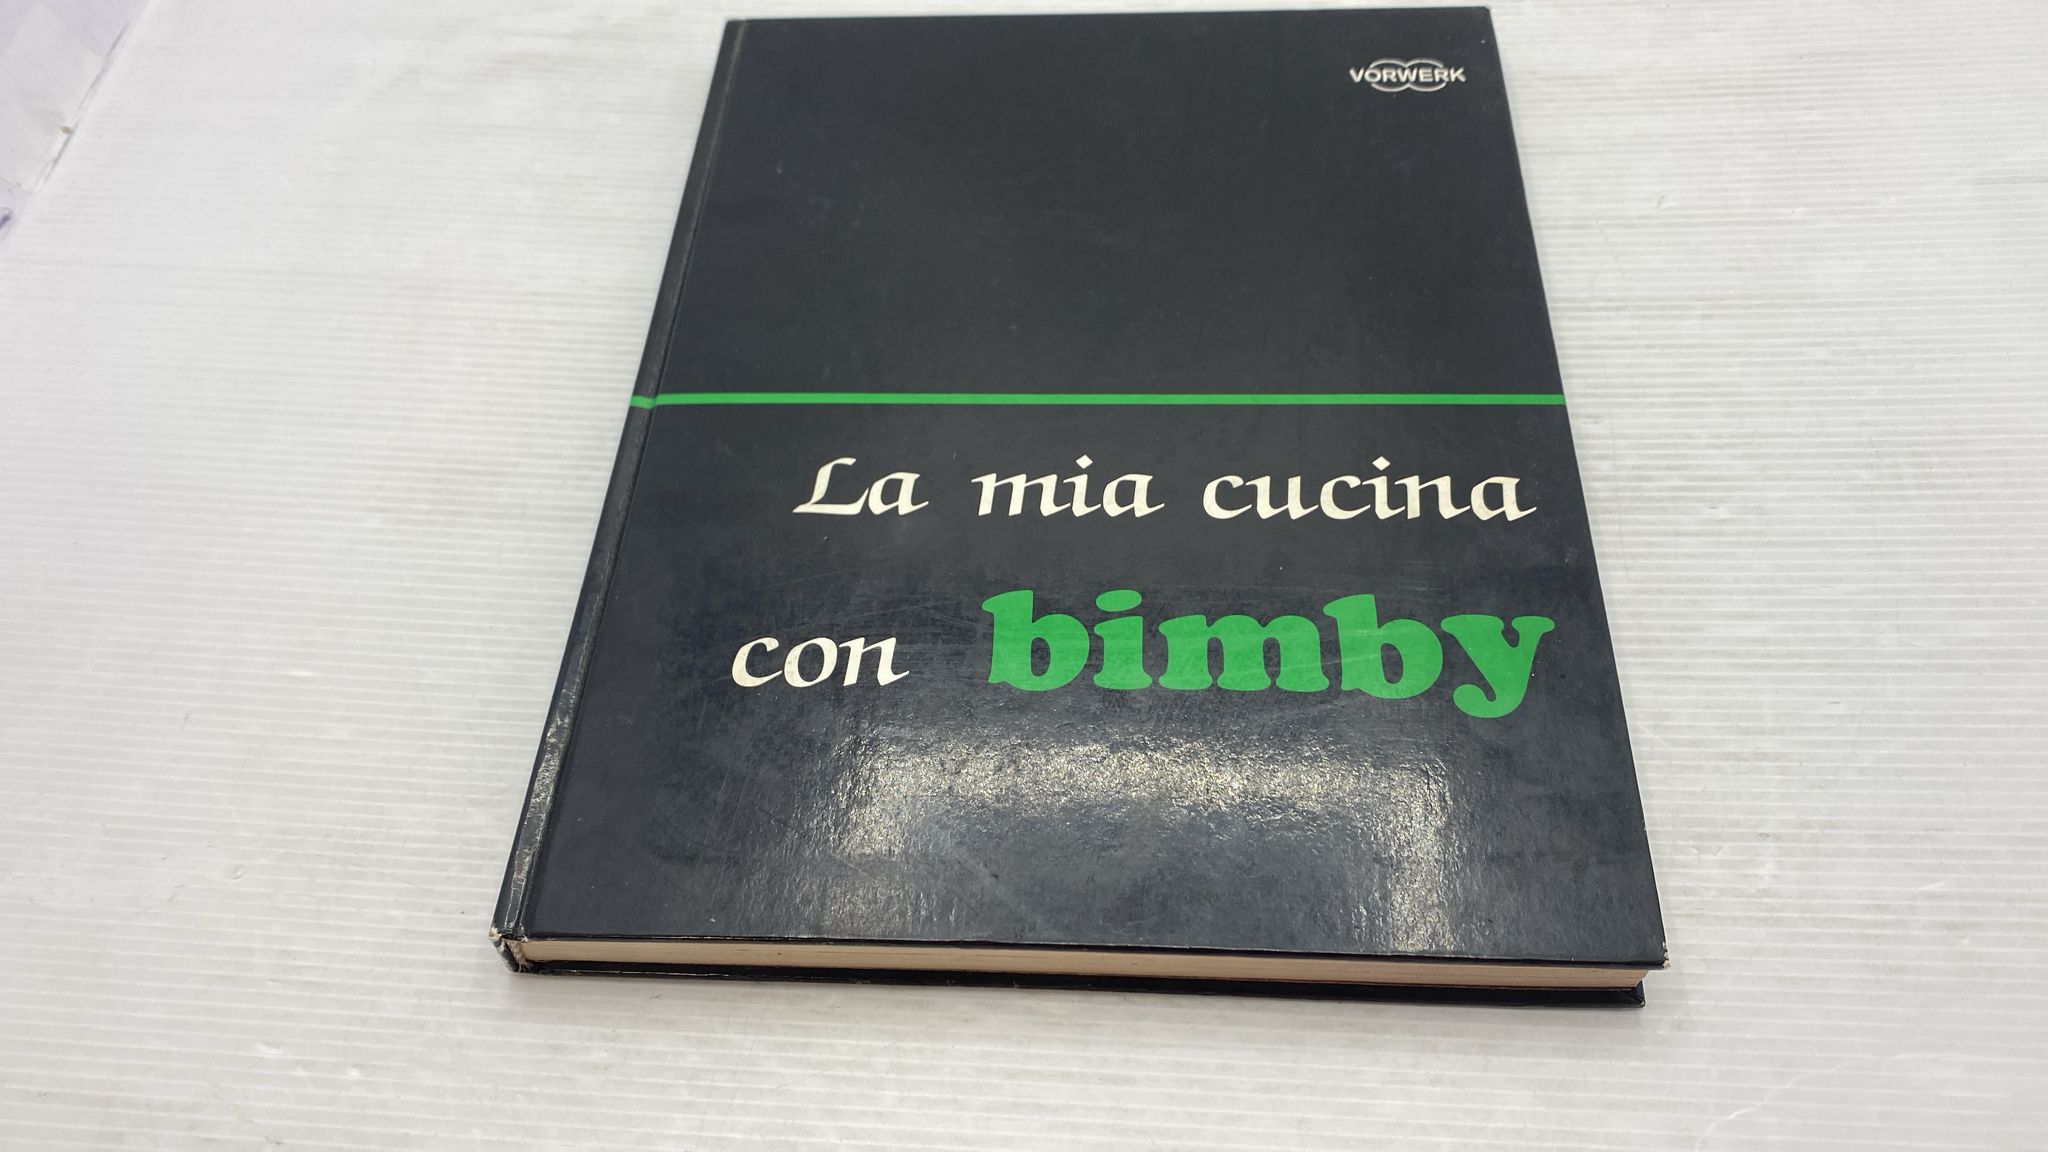 VORWERK
La mia cucina
con bimby